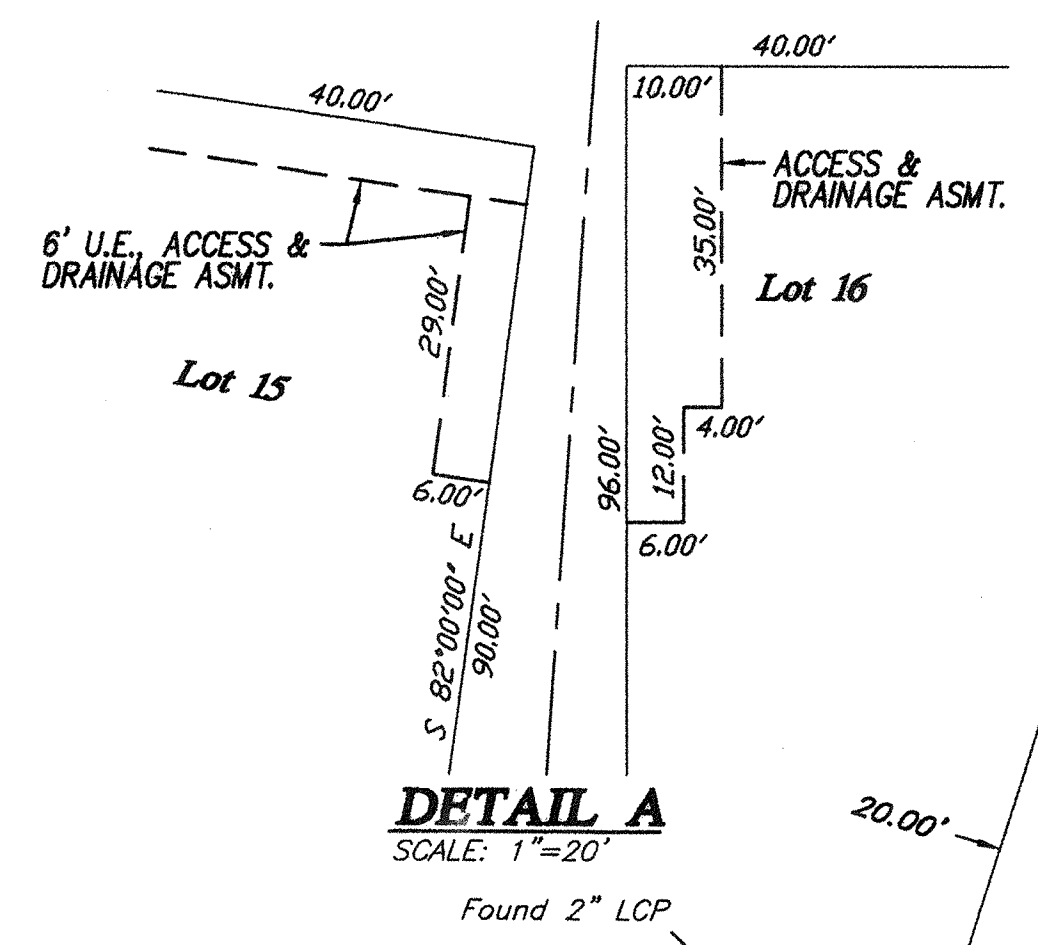 40.00'
40.00'
10.00'
ACCESS &
DRAINAGE ASMT.
6' U.E., ACCESS &
DRAINAGE ASMT.
35.00'
29.00'
Lot 16
Lot 15
4.00'
12.00'
96.00'
6.00'
6.00'
S 82°00'00" E
90.00'
DETAIL A
SCALE: 1"=20'
20.00'
Found 2" LCP